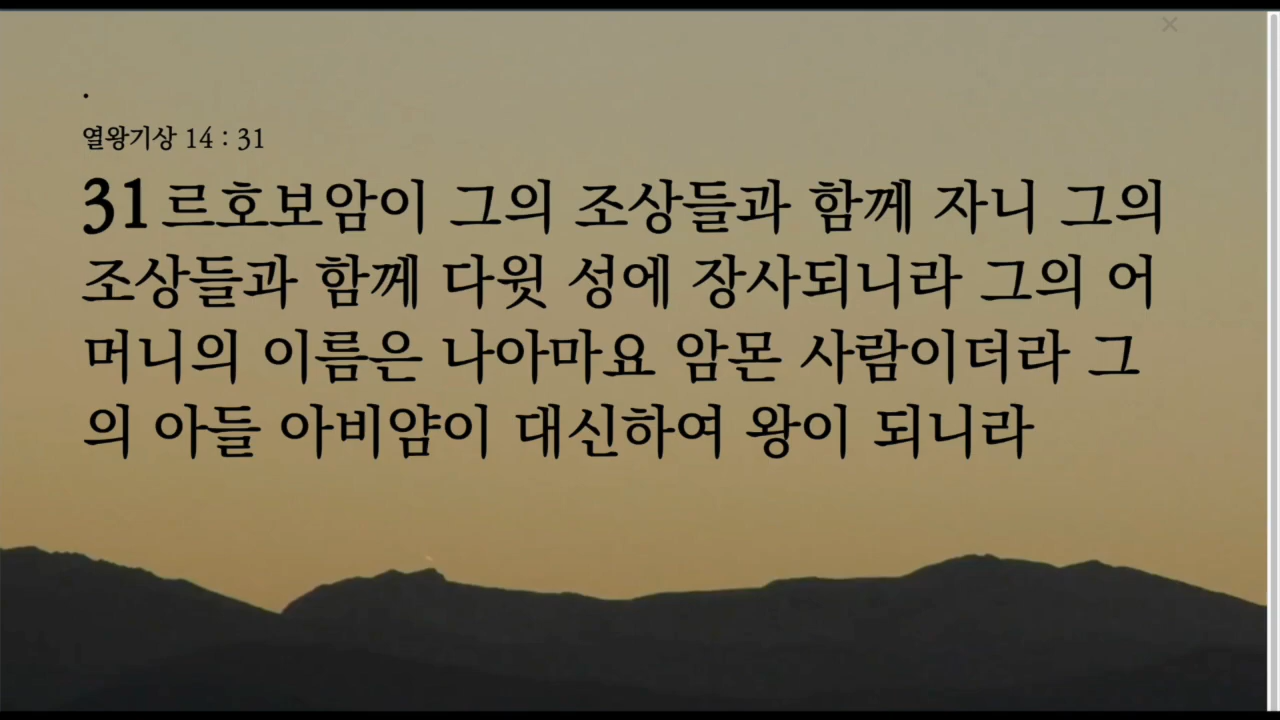 .
열왕기상 14 : 31
31 르호보암이 그의 조상들과 함께 자니 그의
조상들과 함께 다윗 성에 장사되니라 그의 어
머니의 이름은 나아마요 암몬 사람이더라 그
의 아들 아비얌이 대신하여 왕이 되니라